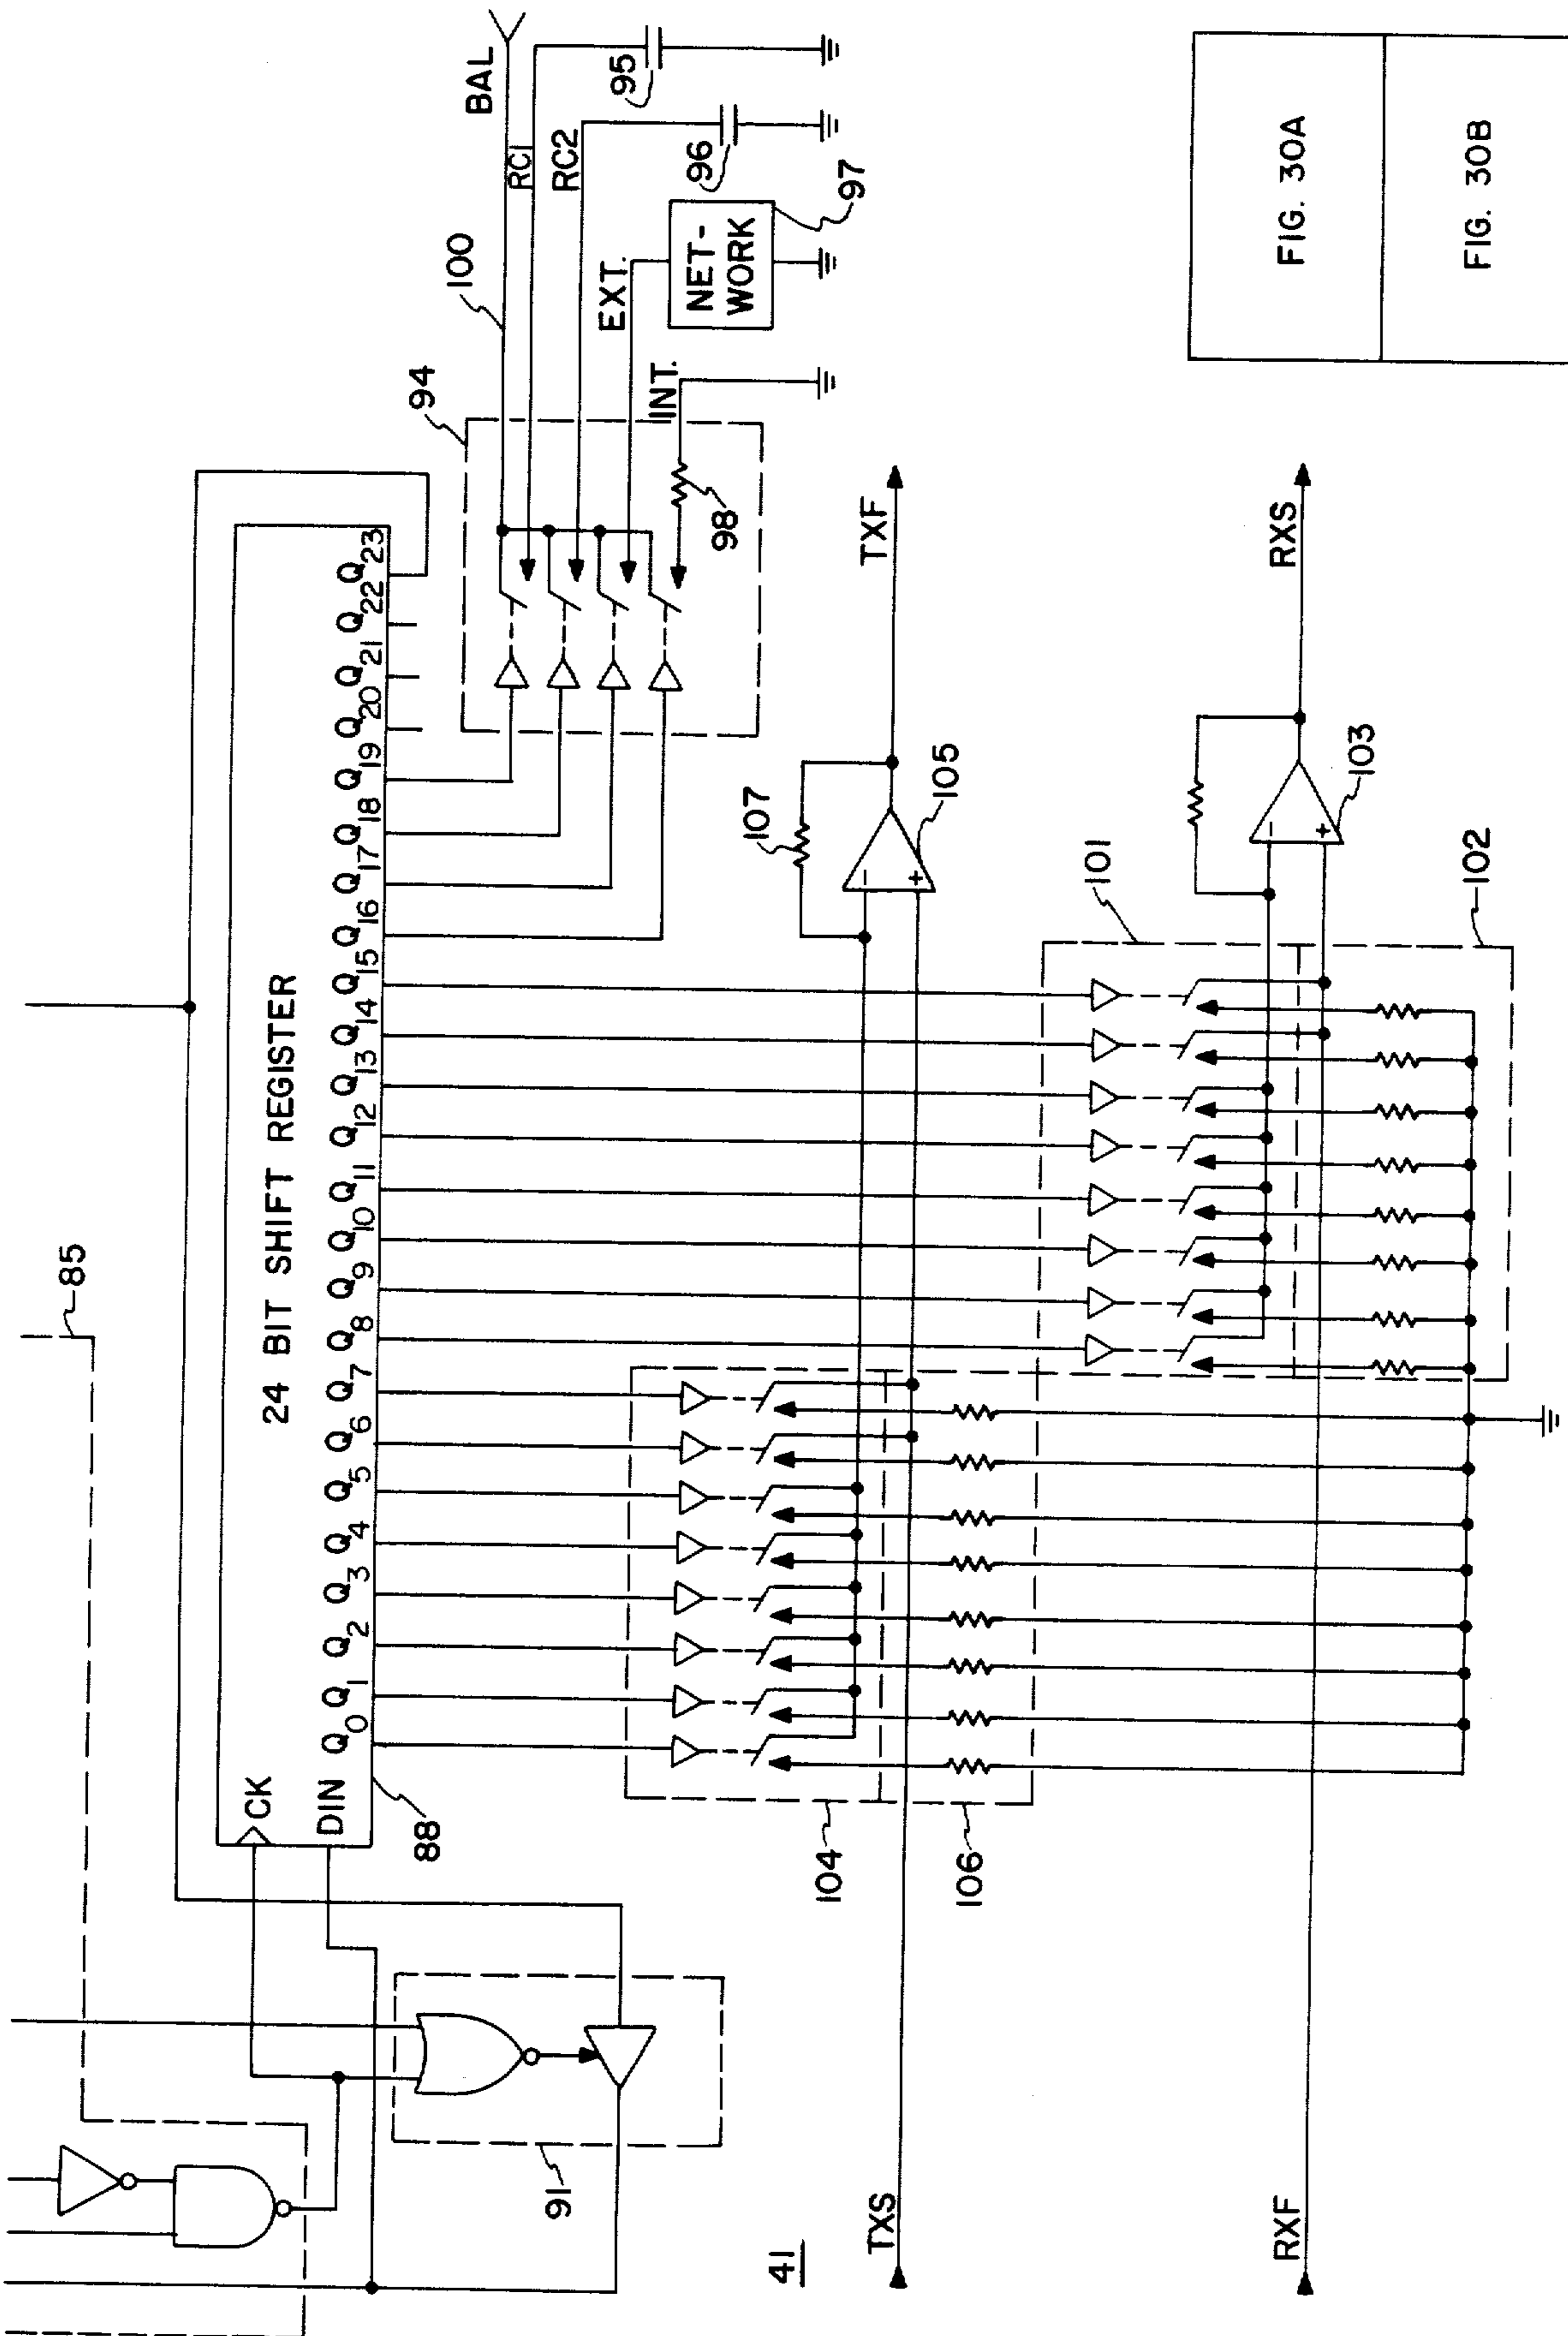 85
24 BIT SHIFT REGISTER
CK
DIN
Q0 Q1 Q2 Q3 Q4 Q5 Q6 Q7 Q8 Q9 Q10 Q11 Q12 Q13 Q14 Q15 Q16 Q17 Q18 Q19 Q20 Q21 Q22 Q23
88
94
100
BAL
RC1
RC2
95
96
EXT.
NET-
WORK
97
INT.
98
91
41
TXS
104
106
107
105
TXF
RXF
101
102
103
RXS
FIG. 30A
FIG. 30B